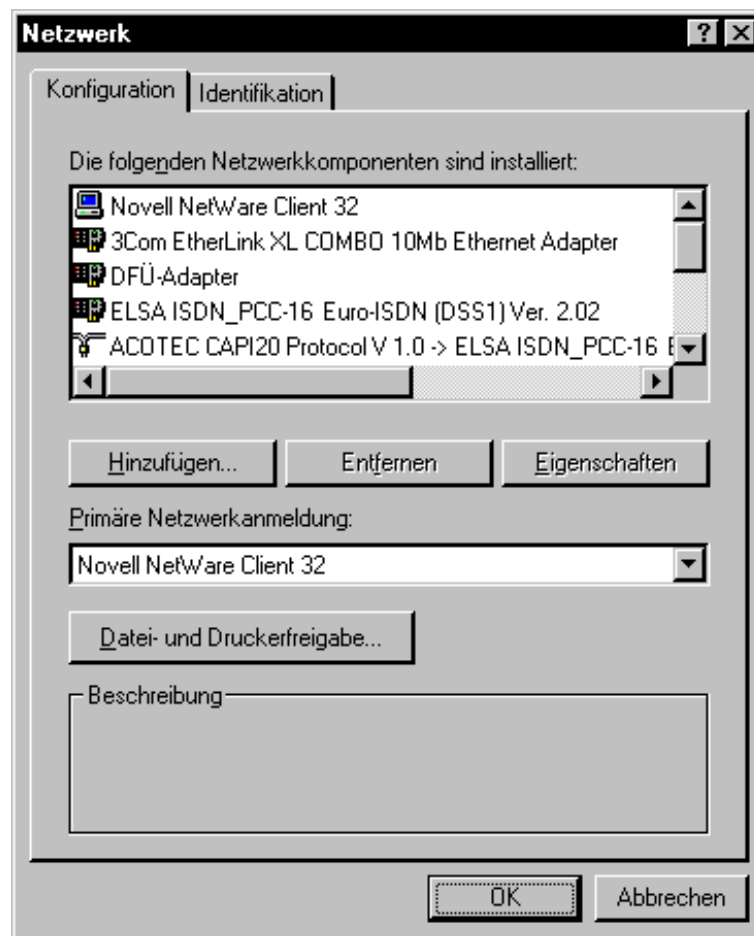 Netzwerk
Konfiguration
Identifikation
Die folgenden Netzwerkkomponenten sind installiert:
Novell NetWare Client 32
3Com EtherLink XL COMBO 10Mb Ethernet Adapter
DFÜ-Adapter
ELSA ISDN_PCC-16 Euro-ISDN (DSS1) Ver. 2.02
ACOTEC CAPI20 Protocol V 1.0 -> ELSA ISDN_PCC-16
Hinzufügen...
Entfernen
Eigenschaften
Primäre Netzwerkanmeldung:
Novell NetWare Client 32
Datei- und Druckerfreigabe...
Beschreibung
OK
Abbrechen